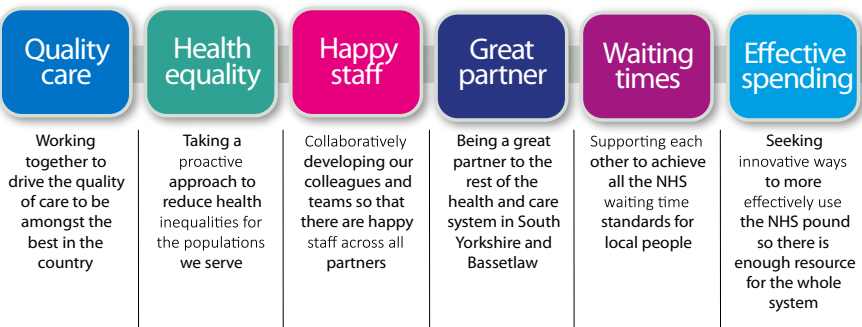 Quality
care
Working
together to
drive the quality
of care to be
amongst the
best in the
country
Health
equality
Taking a
proactive
approach to
reduce health
inequalities for
the populations
we serve
Happy
staff
Collaboratively
developing our
colleagues and
teams so that
there are happy
staff across all
partners
Great
partner
Being a great
partner to the
rest of the
health and care
system in South
Yorkshire and
Bassetlaw
Waiting
times
Supporting each
other to achieve
all the NHS
waiting time
standards for
local people
Effective
spending
Seeking
innovative ways
to more
effectively use
the NHS pound
so there is
enough resource
for the whole
system